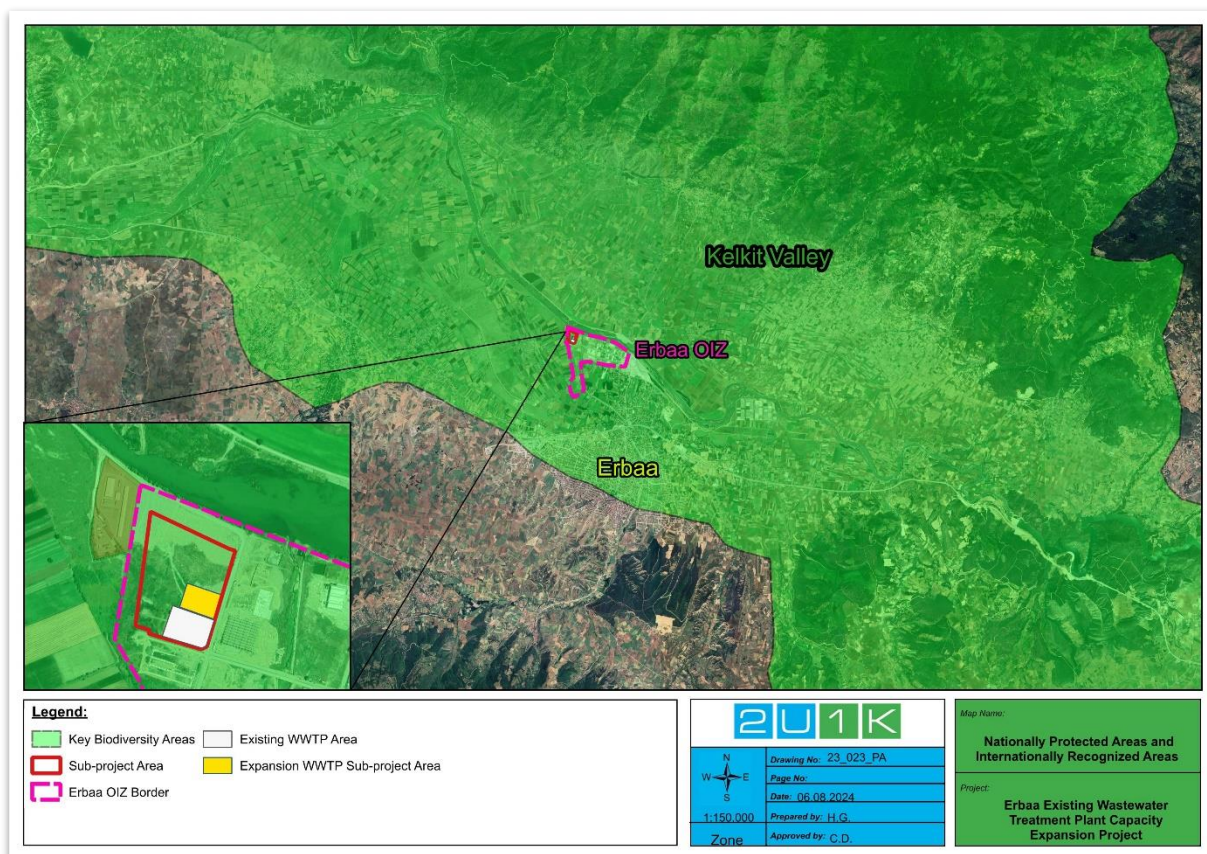 Kelkit Valley
Erbaa OIZ
Erbaa
Legend:
Key Biodiversity Areas
Existing WWTP Area
Sub-project Area
Expansion WWTP Sub-project Area
Erbaa OIZ Border
2U1K
N
W E
S
1:150.000
Zone
Drawing No: 23_023_PA
Page No:
Date: 06.08.2024
Prepared by: H.G.
Approved by: C.D.
Map Name:
Nationally Protected Areas and
Internationally Recognized Areas
Project:
Erbaa Existing Wastewater
Treatment Plant Capacity
Expansion Project